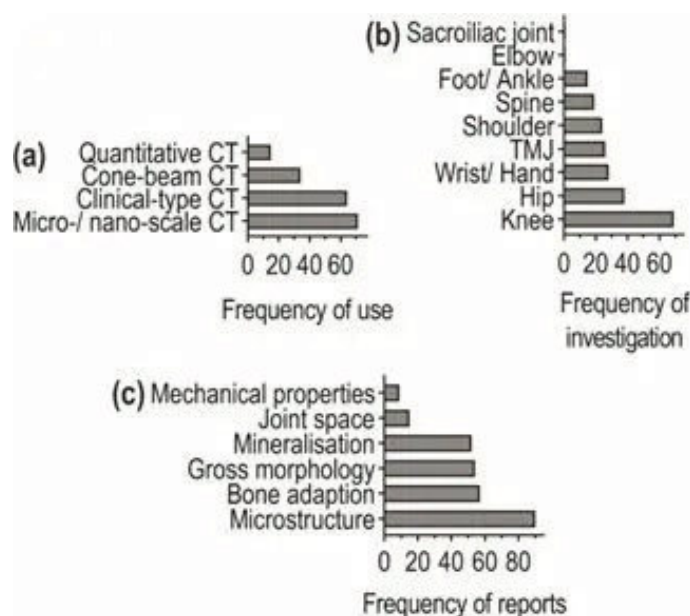 (a)
Quantitative CT
Cone-beam CT
Clinical-type CT
Micro-/ nano-scale CT
0 20 40 60
Frequency of use
(b)
Sacroiliac joint
Elbow
Foot/ Ankle
Spine
Shoulder
TMJ
Wrist/ Hand
Hip
Knee
0 20 40 60
Frequency of
investigation
(c)
Mechanical properties
Joint space
Mineralisation
Gross morphology
Bone adaption
Microstructure
0 20 40 60 80
Frequency of reports